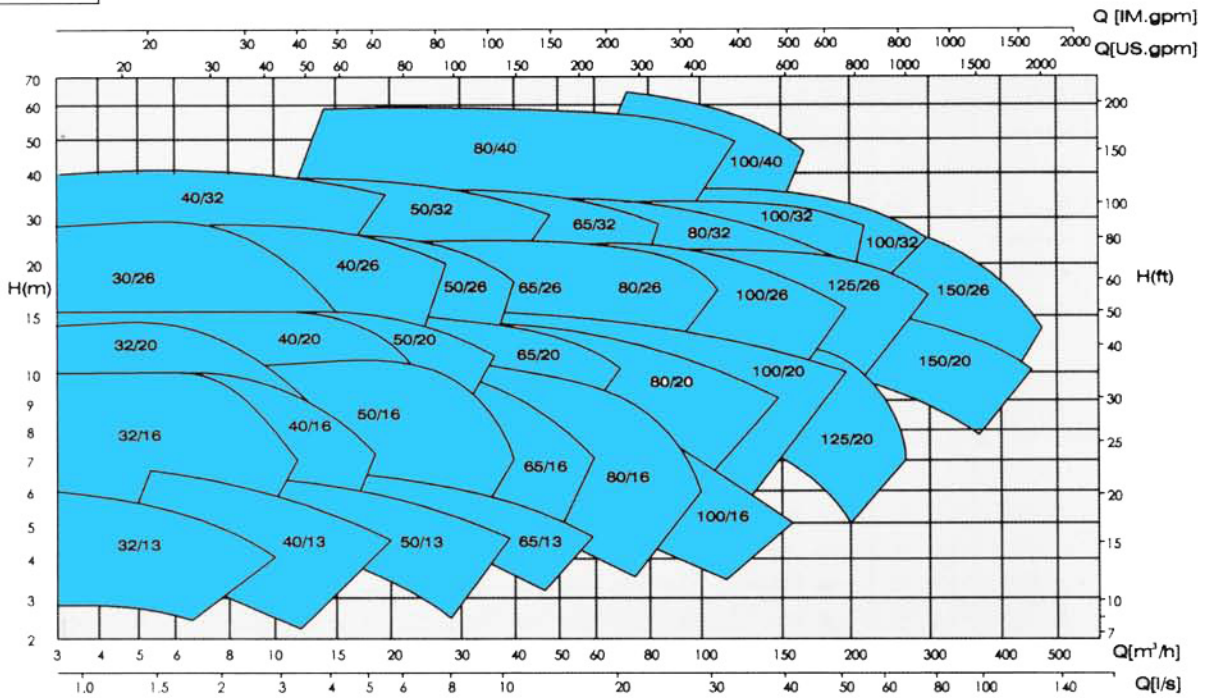 Q [IM.gpm]
20 30 40 50 60 80 100 150 200 300 400 500 600 800 1000 1500 2000
Q[US.gpm]
20 30 40 50 60 80 100 150 200 300 400 600 800 1000 1500 2000
70
60 200
80/40
50 150
100/40
40
40/32 100
50/32 100/32
30 65/32 80/32 100/32 80
20 40/26 60
H(m) 30/26 50/26 65/26 80/26 100/26 125/26 150/26 H(ft)
15 50
32/20 40/20 50/20 65/20 40
10 80/20 100/20 150/20
9 30
8 32/16 40/16 50/16 125/20 25
7 65/16 80/16
6 20
5 100/16
32/13 40/13 50/13 65/13 15
4
3 10
2 7
3 4 5 6 8 10 15 20 30 40 50 60 80 100 150 200 300 400 500 Q[m³/h]
1.0 1.5 2 3 4 5 6 8 10 20 30 40 50 60 80 100 140 Q[l/s]